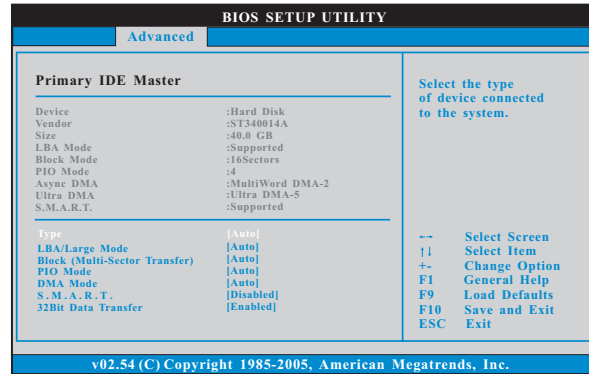 BIOS SETUP UTILITY
Advanced
Primary IDE Master
Device :Hard Disk
Vendor :ST340014A
Size :40.0 GB
LBA Mode :Supported
Block Mode :16Sectors
PIO Mode :4
Async DMA :MultiWord DMA-2
Ultra DMA :Ultra DMA-5
S.M.A.R.T. :Supported
Type [Auto]
LBA/Large Mode [Auto]
Block (Multi-Sector Transfer) [Auto]
PIO Mode [Auto]
DMA Mode [Auto]
S.M.A.R.T. [Disabled]
32Bit Data Transfer [Enabled]
Select the type
of device connected
to the system.
←→ Select Screen
↑↓ Select Item
+- Change Option
F1 General Help
F9 Load Defaults
F10 Save and Exit
ESC Exit
v02.54 (C) Copyright 1985-2005, American Megatrends, Inc.